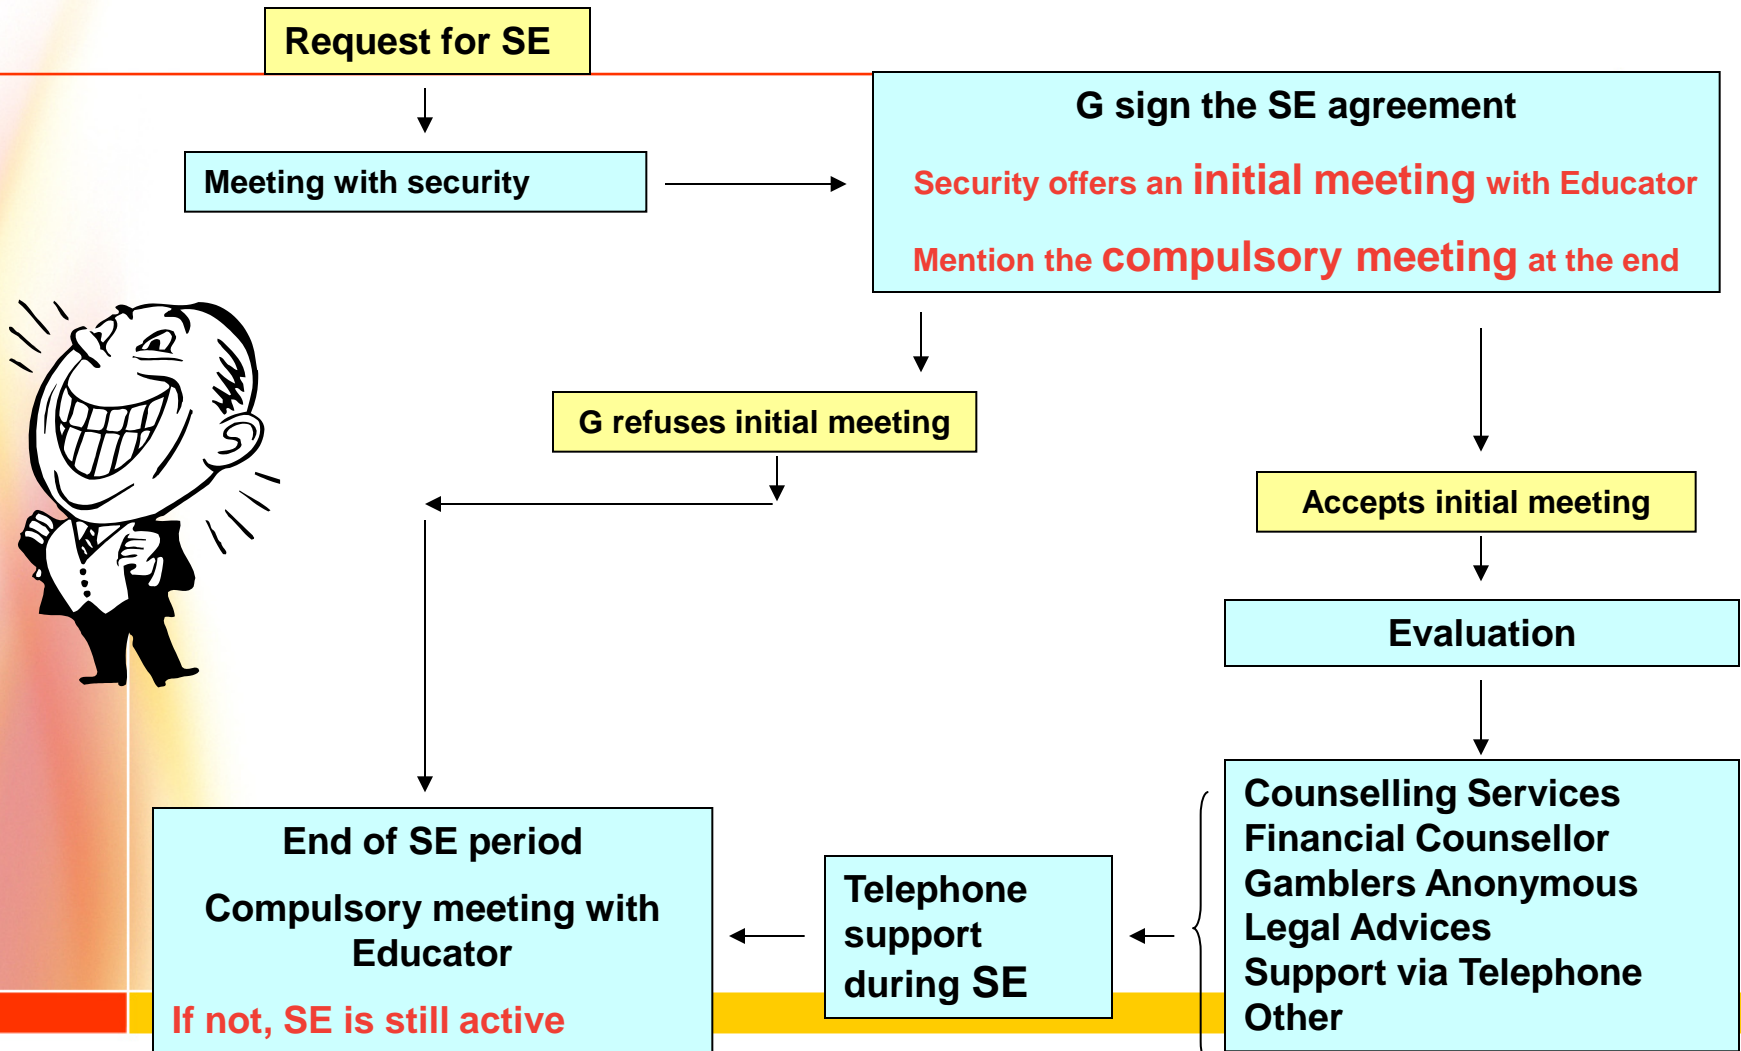 Request for SE
Meeting with security
G sign the SE agreement
Security offers an initial meeting with Educator
Mention the compulsory meeting at the end
G refuses initial meeting
Accepts initial meeting
Evaluation
Counselling Services
Financial Counsellor
Gamblers Anonymous
Legal Advices
Support via Telephone
Other
Telephone
support
during SE
End of SE period
Compulsory meeting with
Educator
If not, SE is still active